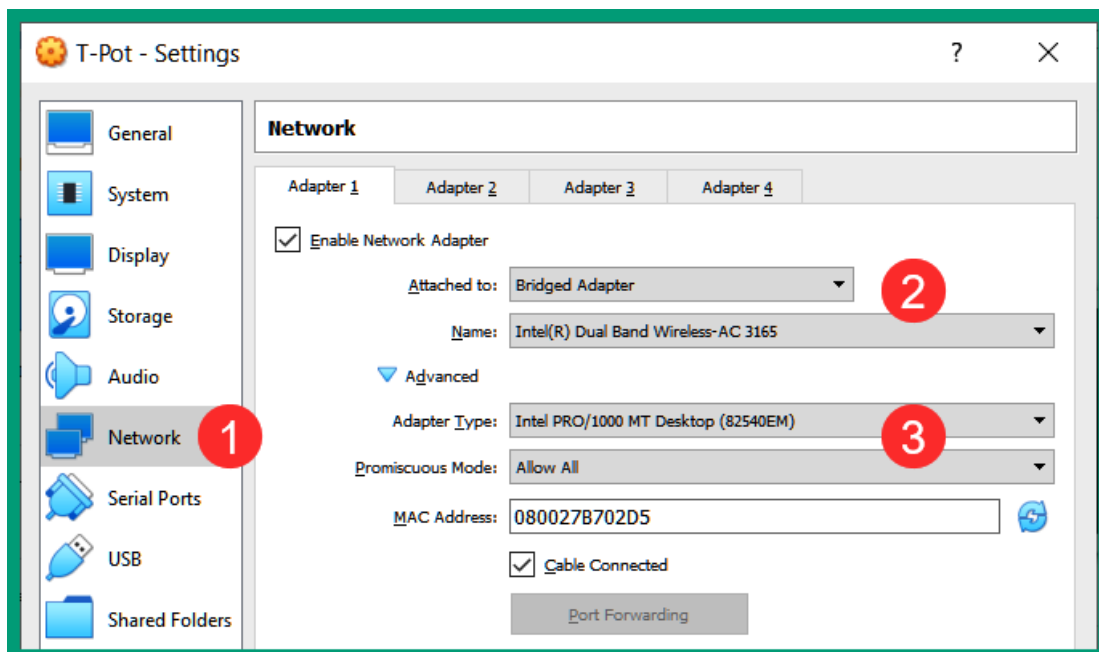 T-Pot - Settings ? ×
General
System
Display
Storage
Audio
Network 1
Serial Ports
USB
Shared Folders
Network
Adapter 1 Adapter 2 Adapter 3 Adapter 4
Enable Network Adapter
Attached to: Bridged Adapter 2
Name: Intel(R) Dual Band Wireless-AC 3165
Advanced
Adapter Type: Intel PRO/1000 MT Desktop (82540EM) 3
Promiscuous Mode: Allow All
MAC Address: 080027B702D5
Cable Connected
Port Forwarding